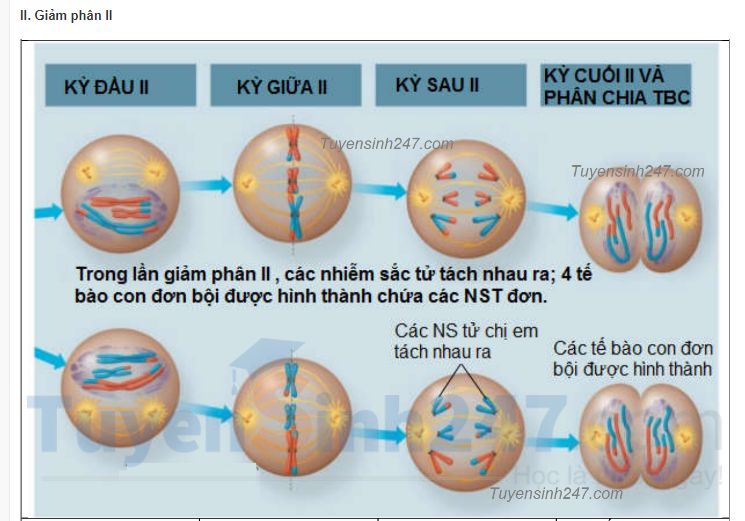 II. Giảm phân II
KỲ ĐẦU II
KỲ GIỮA II
KỲ SAU II
KỲ CUỐI II VÀ
PHÂN CHIA TBC
Tuyensinh247.com
Tuyensinh247.com
Trong lần giảm phân II , các nhiễm sắc tử tách nhau ra; 4 tế
bào con đơn bội được hình thành chứa các NST đơn.
Các NS tử chị em
tách nhau ra
Các tế bào con đơn
bội được hình thành
TuyenSinh247.com
Học là
Tuyensinh247.com